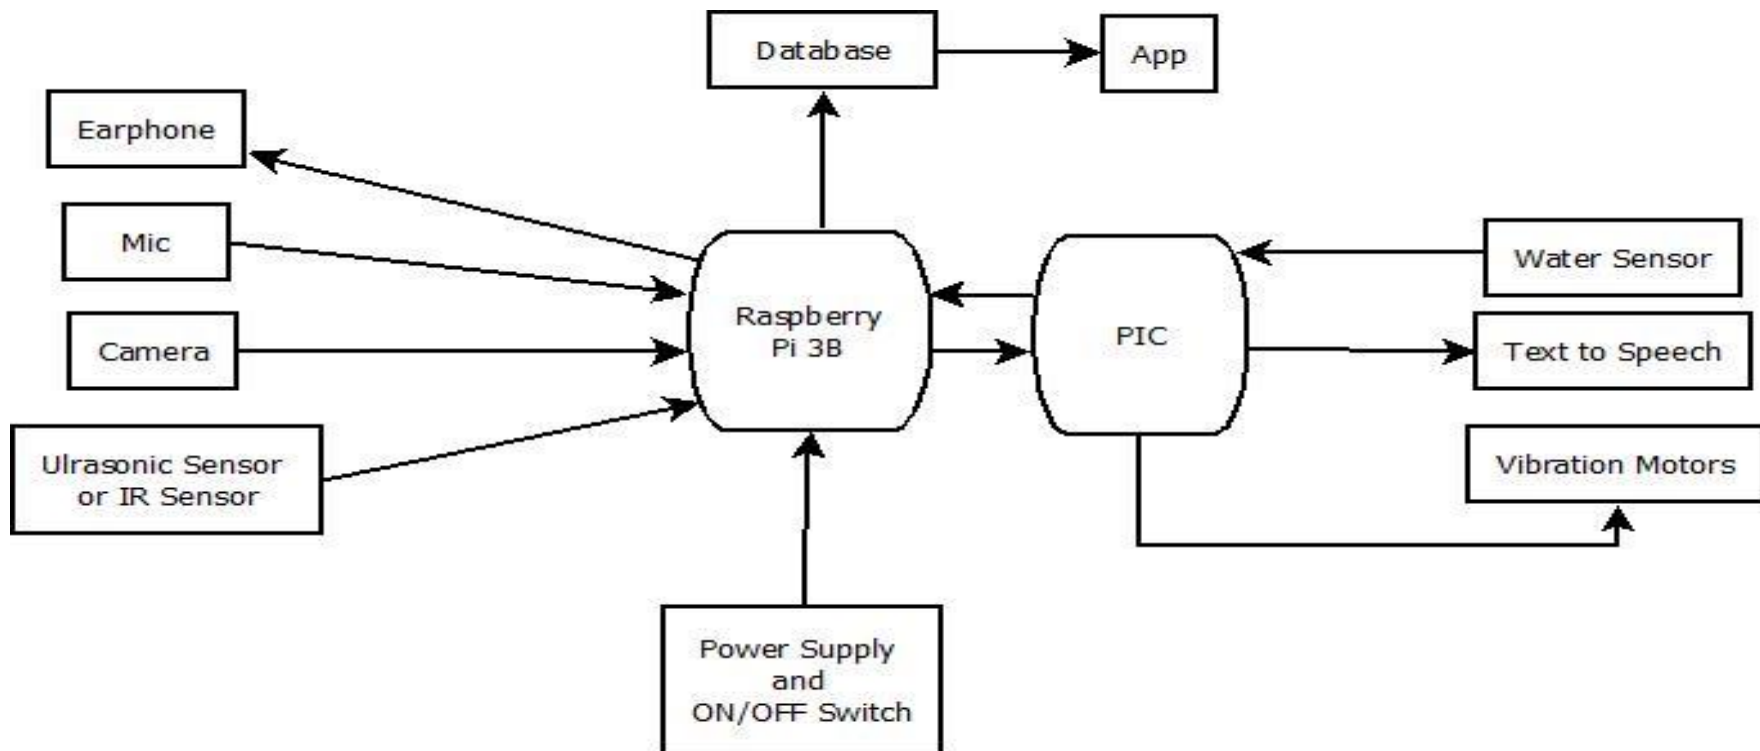 Database
App
Earphone
Mic
Camera
Ulrasonic Sensor
or IR Sensor
Raspberry
Pi 3B
PIC
Water Sensor
Text to Speech
Vibration Motors
Power Supply
and
ON/OFF Switch